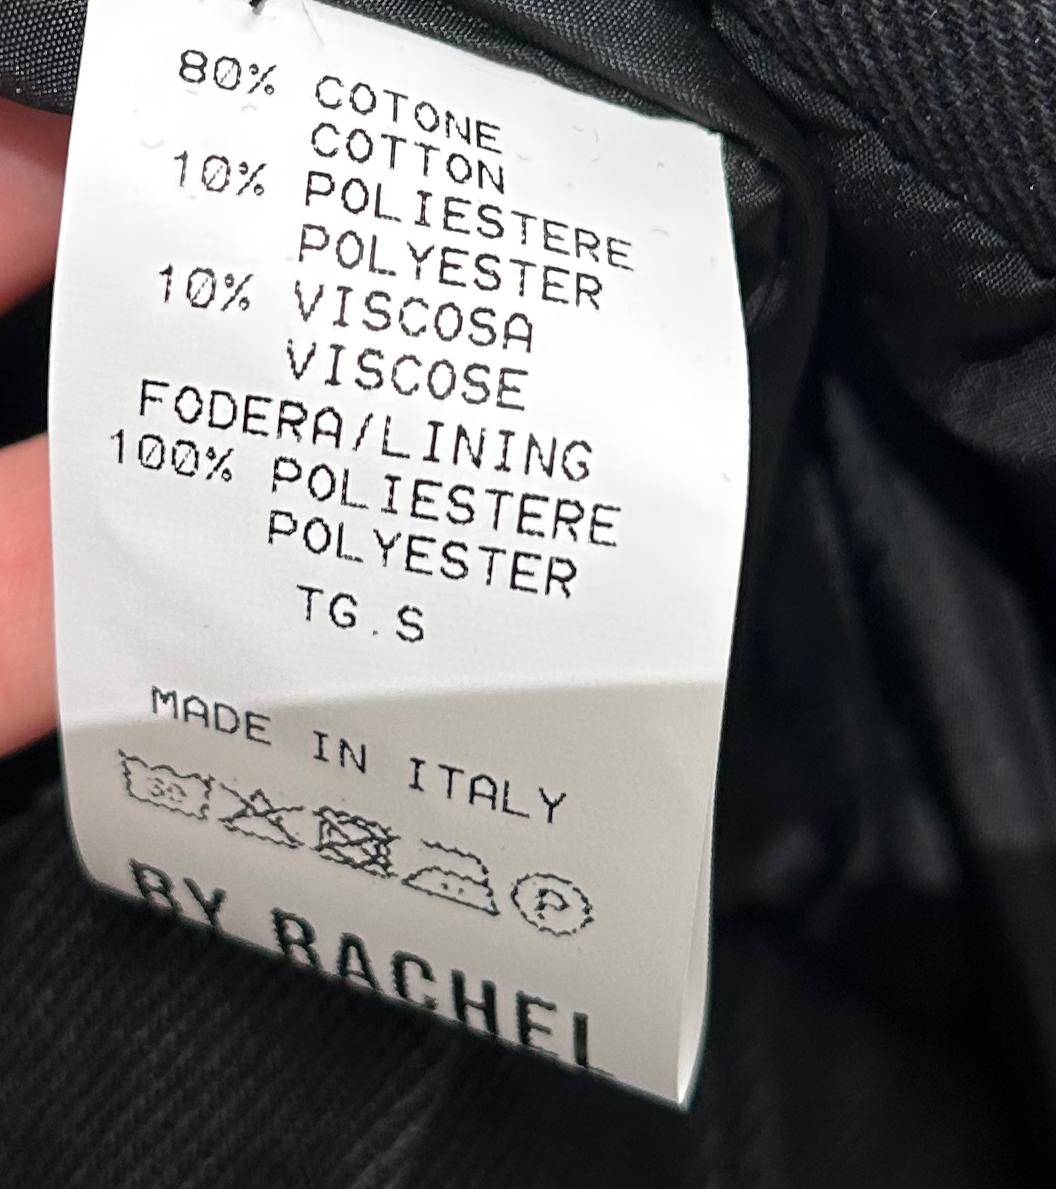 80% COTONE
COTTON
10% POLIESTERE
POLYESTER
10% VISCOSA
VISCOSE
FODERA/LINING
100% POLIESTERE
POLYESTER
TG.S
MADE IN ITALY
30
P
BY RACHEL